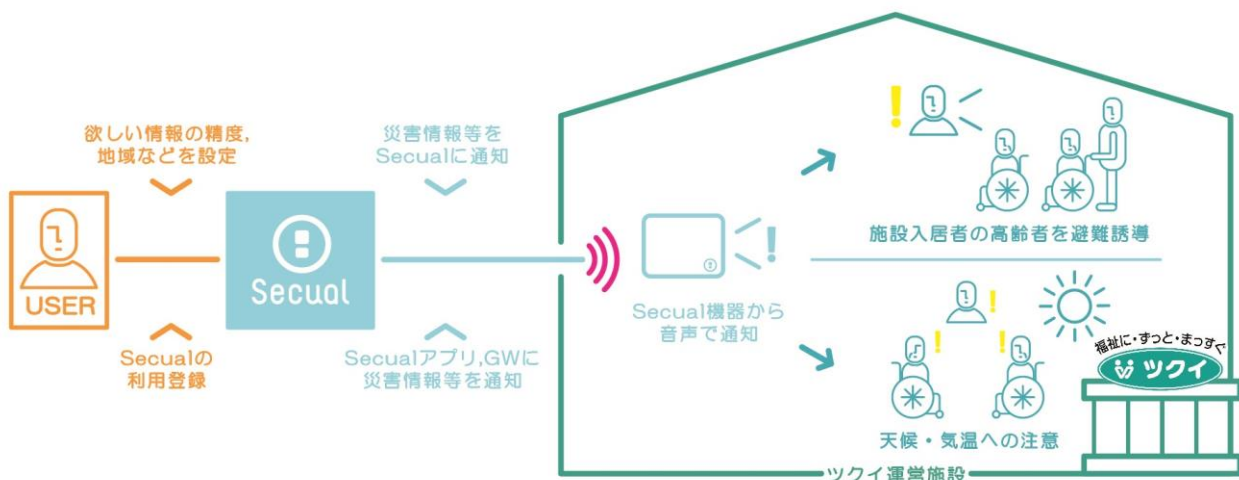 欲しい情報の精度,
地域などを設定
USER
Secualの
利用登録
Secual
災害情報等を
Secualに通知
Secualアプリ,GWに
災害情報等を通知
Secual機器から
音声で通知
!
!
施設入居者の高齢者を避難誘導
!
!
!
天候・気温への注意
福祉に・ずっと・まっすぐ
ツクイ
ツクイ運営施設